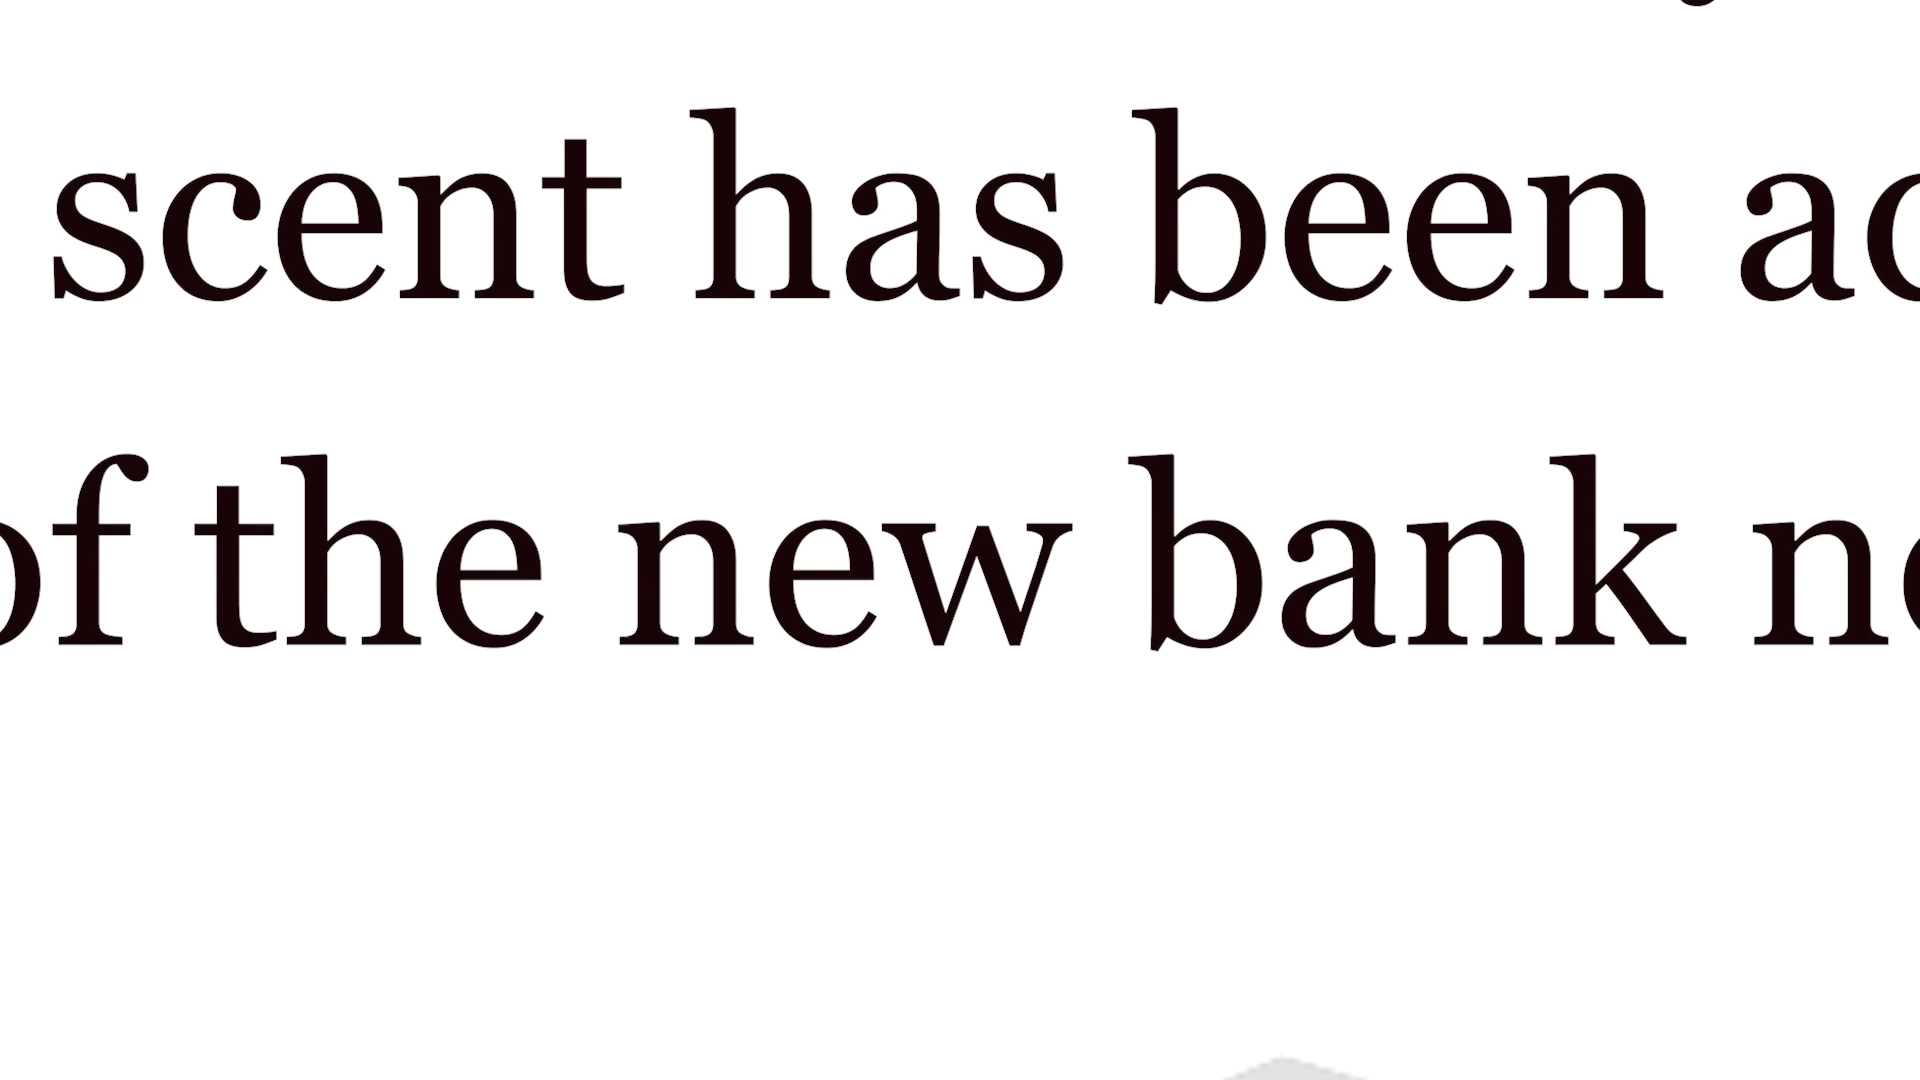 scent has been
of the new bank